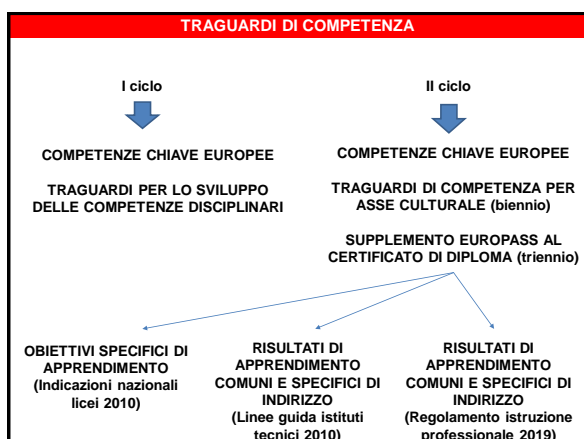 TRAGUARDI DI COMPETENZA
I ciclo
COMPETENZE CHIAVE EUROPEE
TRAGUARDI PER LO SVILUPPO
DELLE COMPETENZE DISCIPLINARI
II ciclo
COMPETENZE CHIAVE EUROPEE
TRAGUARDI DI COMPETENZA PER
ASSE CULTURALE (biennio)
SUPPLEMENTO EUROPASS AL
CERTIFICATO DI DIPLOMA (triennio)
OBIETTIVI SPECIFICI DI
APPRENDIMENTO
(Indicazioni nazionali
licei 2010)
RISULTATI DI
APPRENDIMENTO
COMUNI E SPECIFICI DI
INDIRIZZO
(Linee guida istituti
tecnici 2010)
RISULTATI DI
APPRENDIMENTO
COMUNI E SPECIFICI DI
INDIRIZZO
(Regolamento istruzione
professionale 2019)